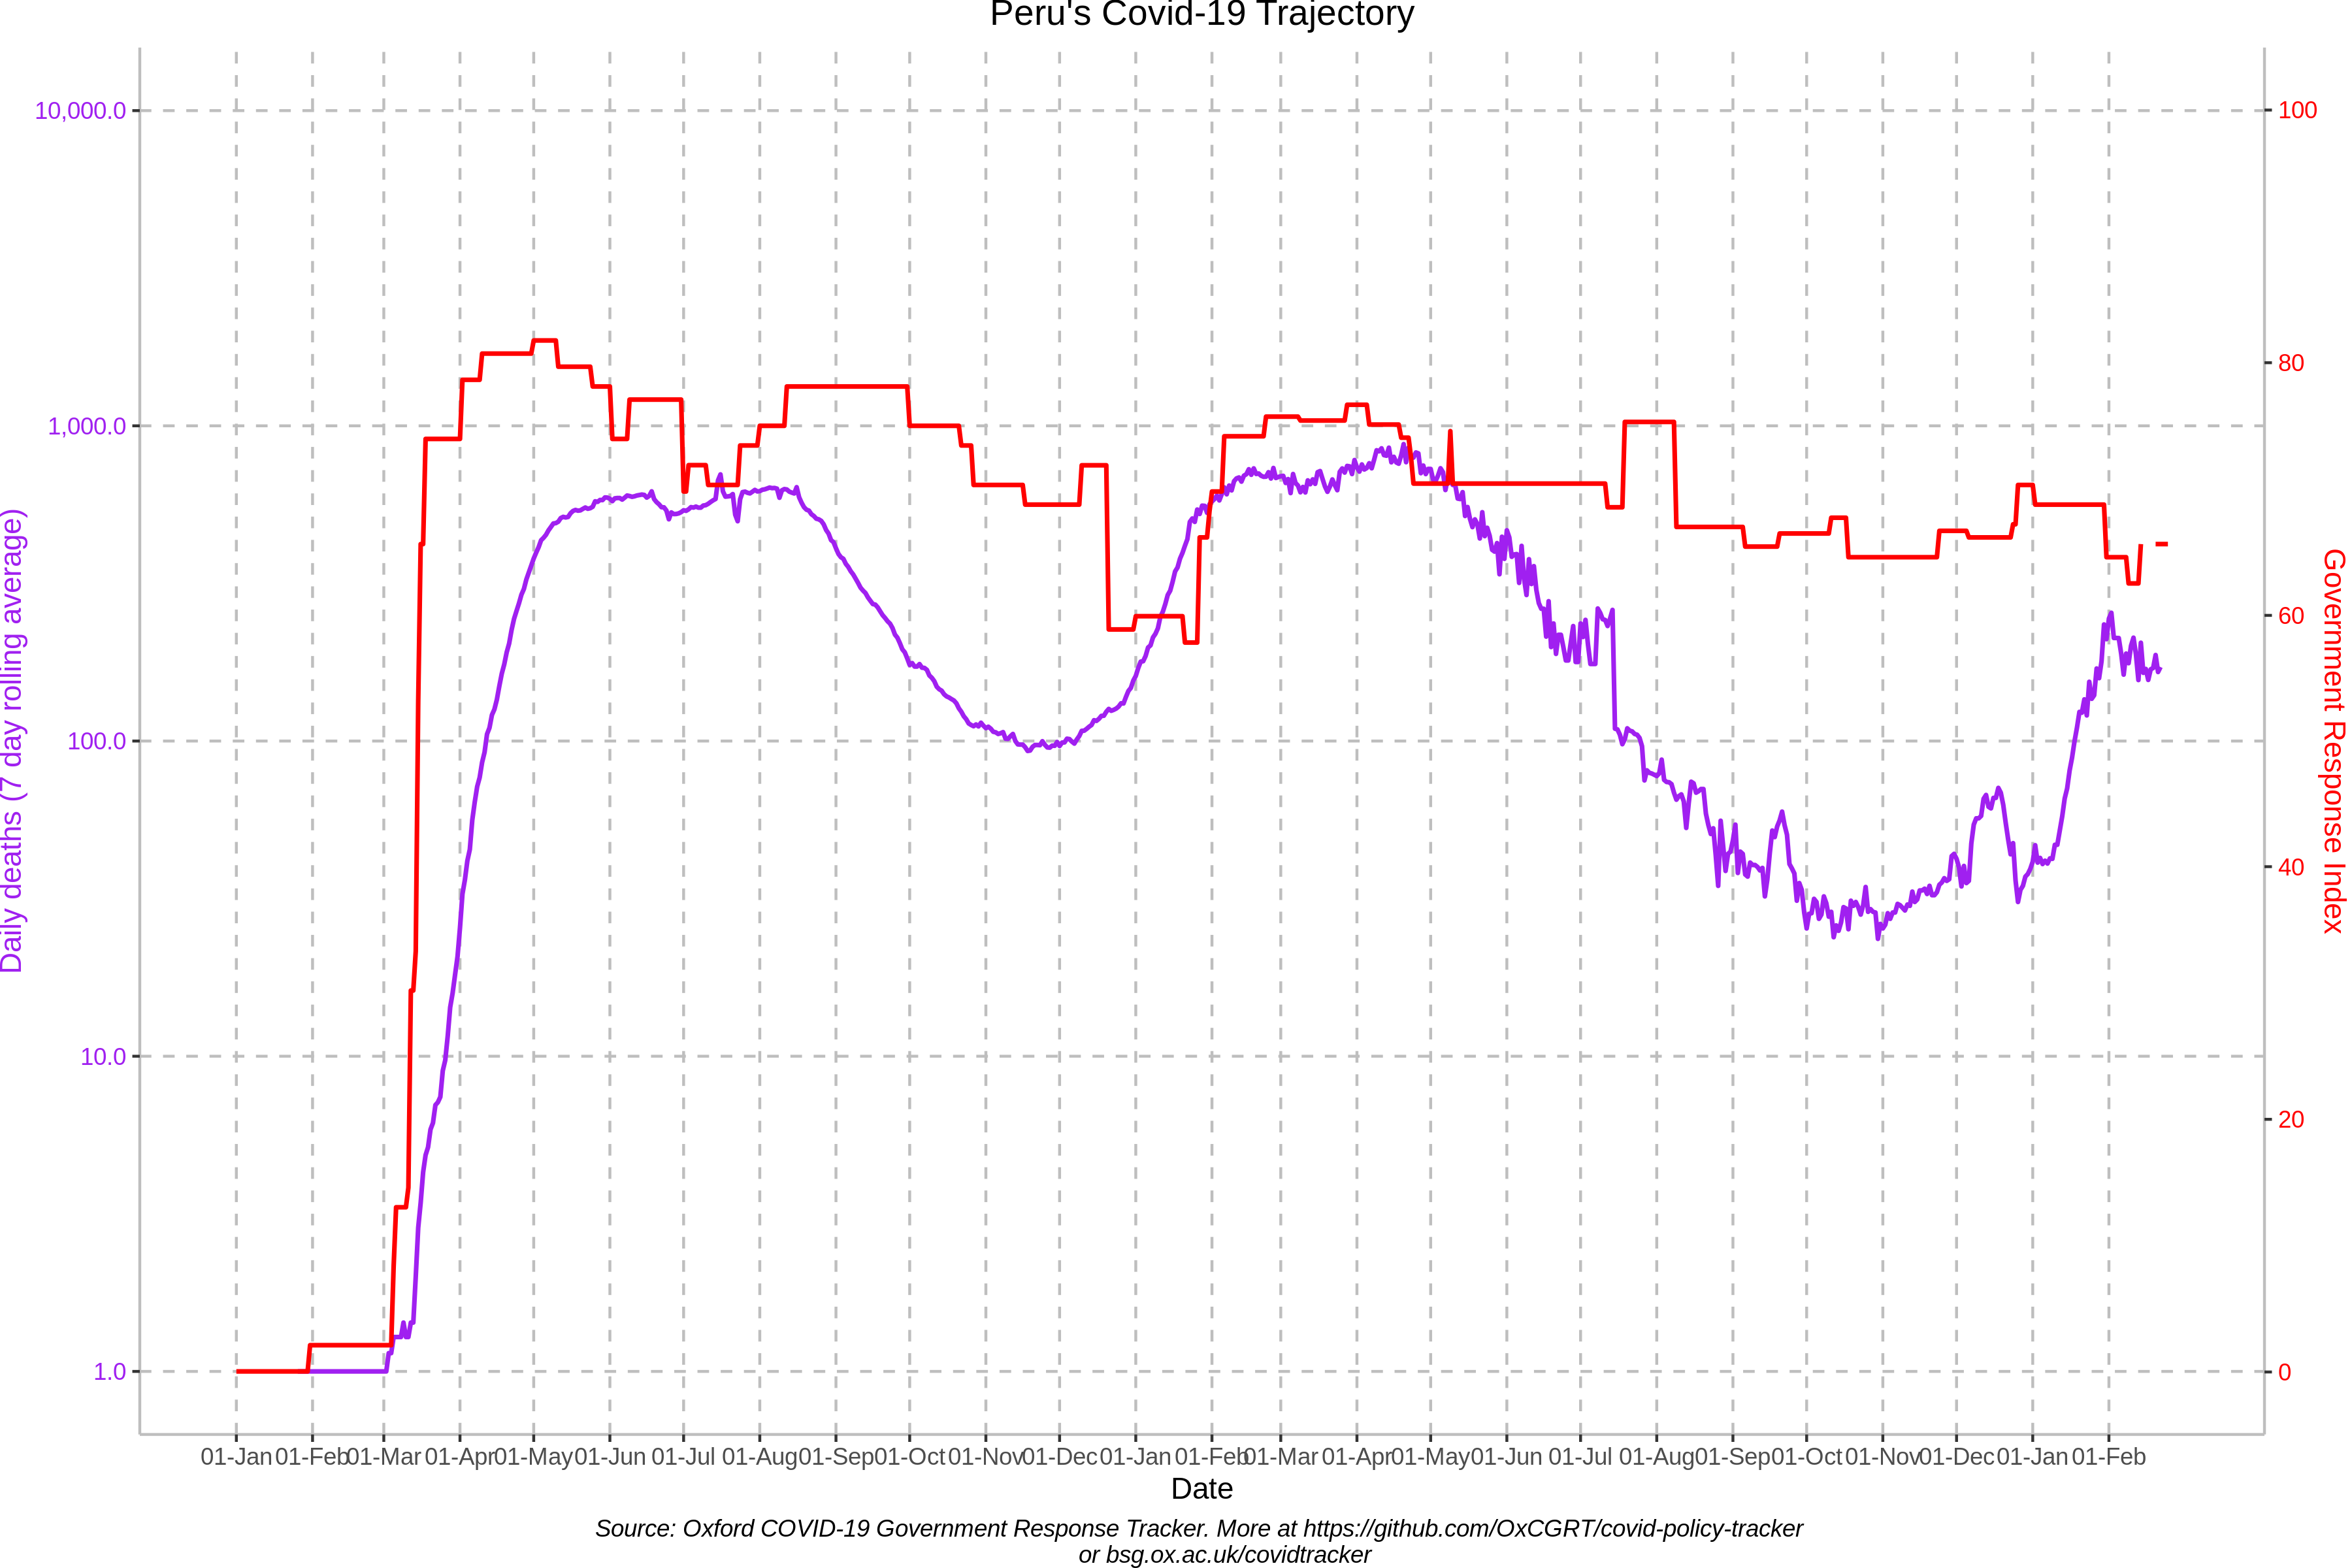 Peru's Covid-19 Trajectory
10,000.0
1,000.0
100.0
10.0
1.0
Daily deaths (7 day rolling average)
100
80
60
40
20
0
Government Response Index
01-Jan 01-Feb 01-Mar 01-Apr 01-May 01-Jun 01-Jul 01-Aug 01-Sep 01-Oct 01-Nov 01-Dec 01-Jan 01-Feb 01-Mar 01-Apr 01-May 01-Jun 01-Jul 01-Aug 01-Sep 01-Oct 01-Nov 01-Dec 01-Jan 01-Feb
Date
Source: Oxford COVID-19 Government Response Tracker. More at https://github.com/OxCGRT/covid-policy-tracker
or bsg.ox.ac.uk/covidtracker